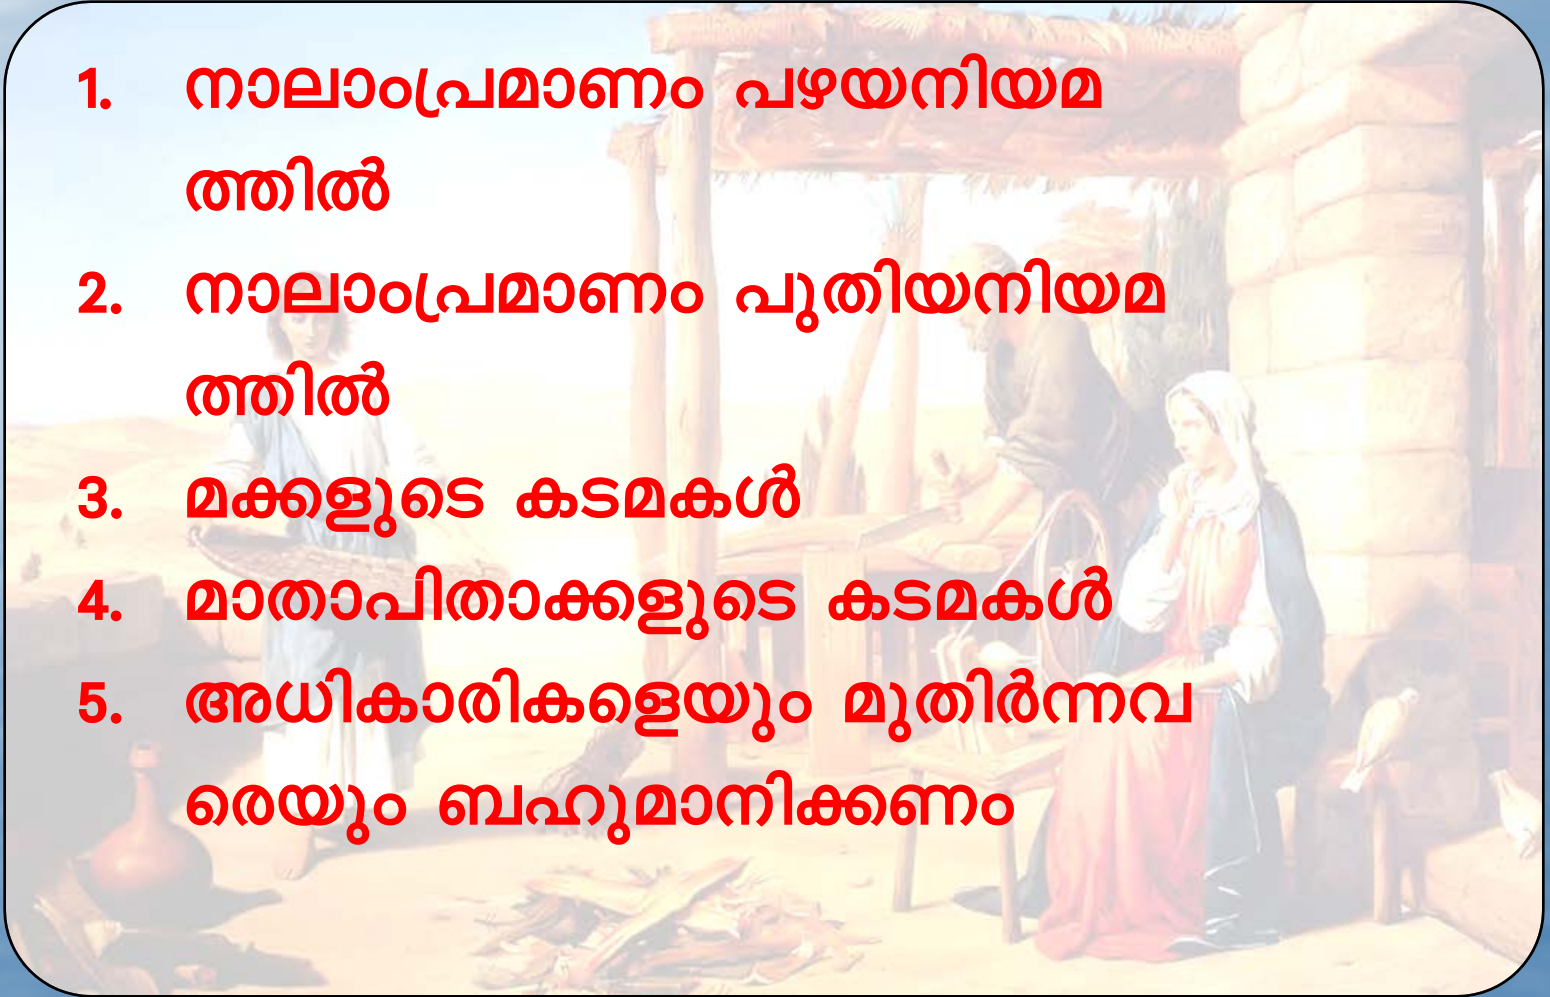 1. നാലാംപ്രമാണം പഴയനിയമ
ത്തിൽ
2. നാലാംപ്രമാണം പുതിയനിയമ
ത്തിൽ
3. മക്കളുടെ കടമകൾ
4. മാതാപിതാക്കളുടെ കടമകൾ
5. അധികാരികളെയും മുതിർന്നവ
രെയും ബഹുമാനിക്കണം